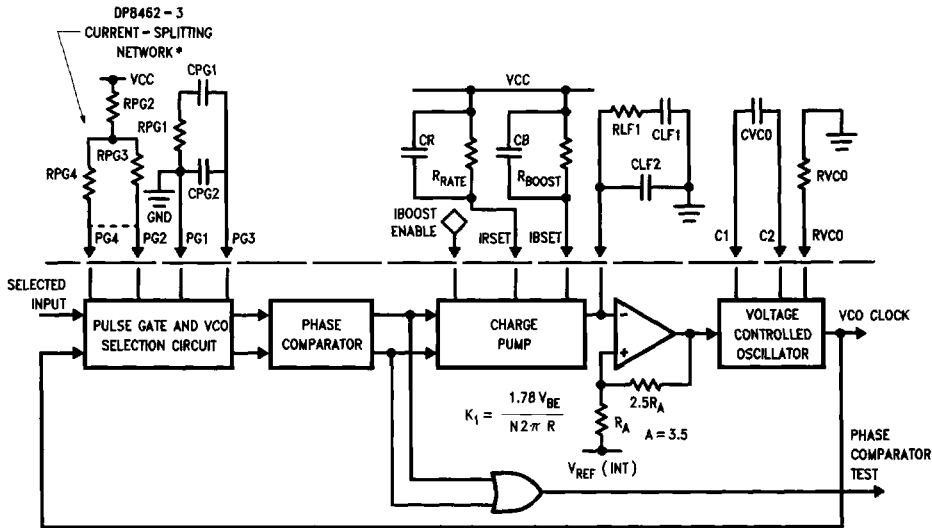 DP8462-3
CURRENT-SPLITTING
NETWORK*
VCC
RPG2
RPG4
RPG3
CPG1
RPG1
CPG2
GND
PG4
PG2
PG1
PG3
VCC
CR
RRATE
CB
RBOOST
IBOOST
ENABLE
IRSET
IBSET
RLF1
CLF1
CLF2
CVCO
RVCO
C1
C2
RVCO
SELECTED
INPUT
PULSE GATE AND VCO
SELECTION CIRCUIT
PHASE
COMPARATOR
CHARGE
PUMP
-
+
VOLTAGE
CONTROLLED
OSCILLATOR
VCO CLOCK
K1 = 1.78 VBE / N2π R
2.5RA
RA
A = 3.5
VREF (INT)
PHASE
COMPARATOR
TEST